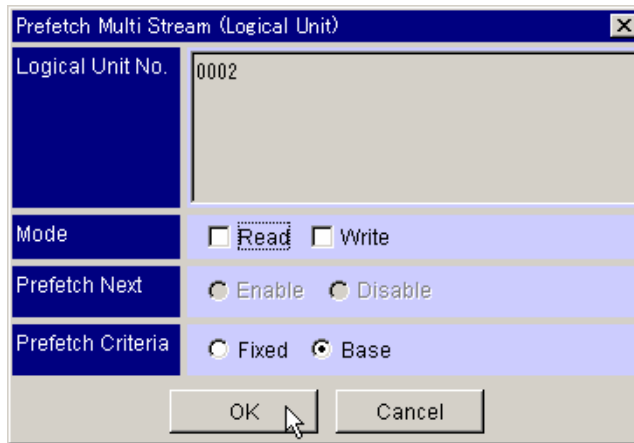 Prefetch Multi Stream (Logical Unit)
Logical Unit No.
0002
Mode
Read Write
Prefetch Next
Enable Disable
Prefetch Criteria
Fixed Base
OK Cancel